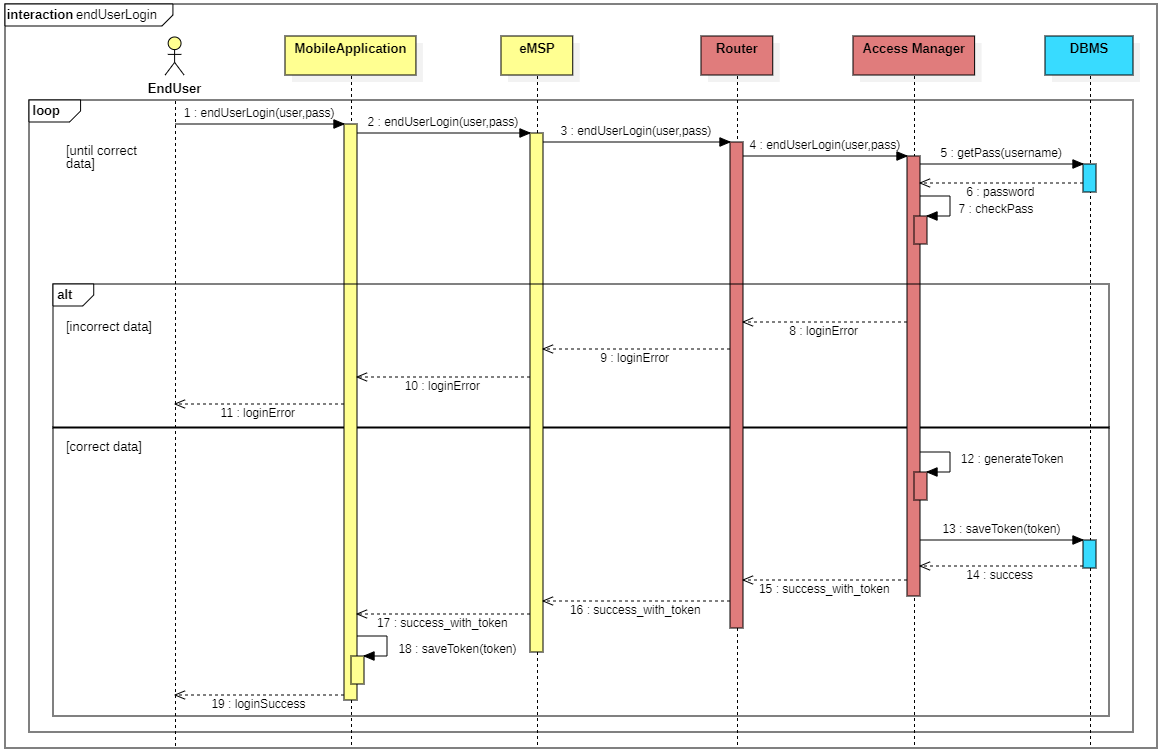 interaction endUserLogin
MobileApplication
eMSP
Router
Access Manager
DBMS
EndUser
loop
1 : endUserLogin(user,pass)
2 : endUserLogin(user,pass)
3 : endUserLogin(user,pass)
4 : endUserLogin(user,pass)
5 : getPass(username)
[until correct
data]
6 : password
7 : checkPass
alt
[incorrect data]
8 : loginError
9 : loginError
10 : loginError
11 : loginError
[correct data]
12 : generateToken
13 : saveToken(token)
14 : success
15 : success_with_token
16 : success_with_token
17 : success_with_token
18 : saveToken(token)
19 : loginSuccess